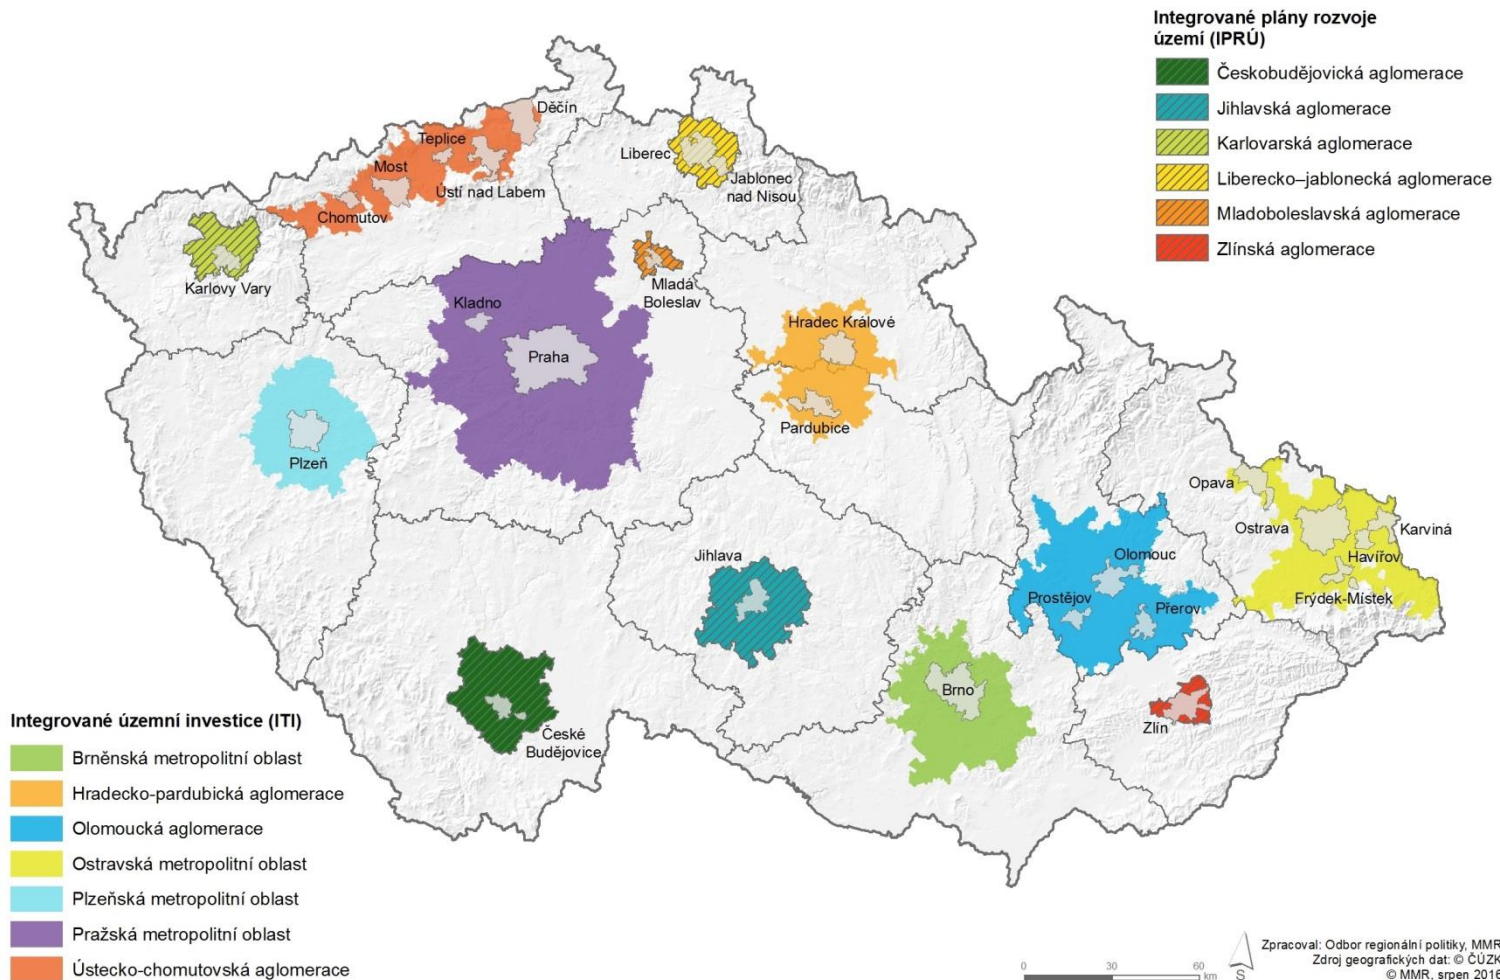 Integrované plány rozvoje
území (IPRÚ)
Českobudějovická aglomerace
Jihlavská aglomerace
Karlovarská aglomerace
Liberecko–jablonecká aglomerace
Mladoboleslavská aglomerace
Zlínská aglomerace
Děčín
Teplice
Most
Ústí nad Labem
Chomutov
Liberec
Jablonec
nad Nisou
Karlovy Vary
Mladá
Boleslav
Kladno
Praha
Hradec Králové
Pardubice
Plzeň
Opava
Ostrava
Karviná
Havířov
Frýdek-Místek
Jihlava
Olomouc
Prostějov
Přerov
Brno
Zlín
České
Budějovice
Integrované územní investice (ITI)
Brněnská metropolitní oblast
Hradecko-pardubická aglomerace
Olomoucká aglomerace
Ostravská metropolitní oblast
Plzeňská metropolitní oblast
Pražská metropolitní oblast
Ústecko-chomutovská aglomerace
0 30 60
km
S
Zpracoval: Odbor regionální politiky, MMR
Zdroj geografických dat: © ČÚZK
© MMR, srpen 2016